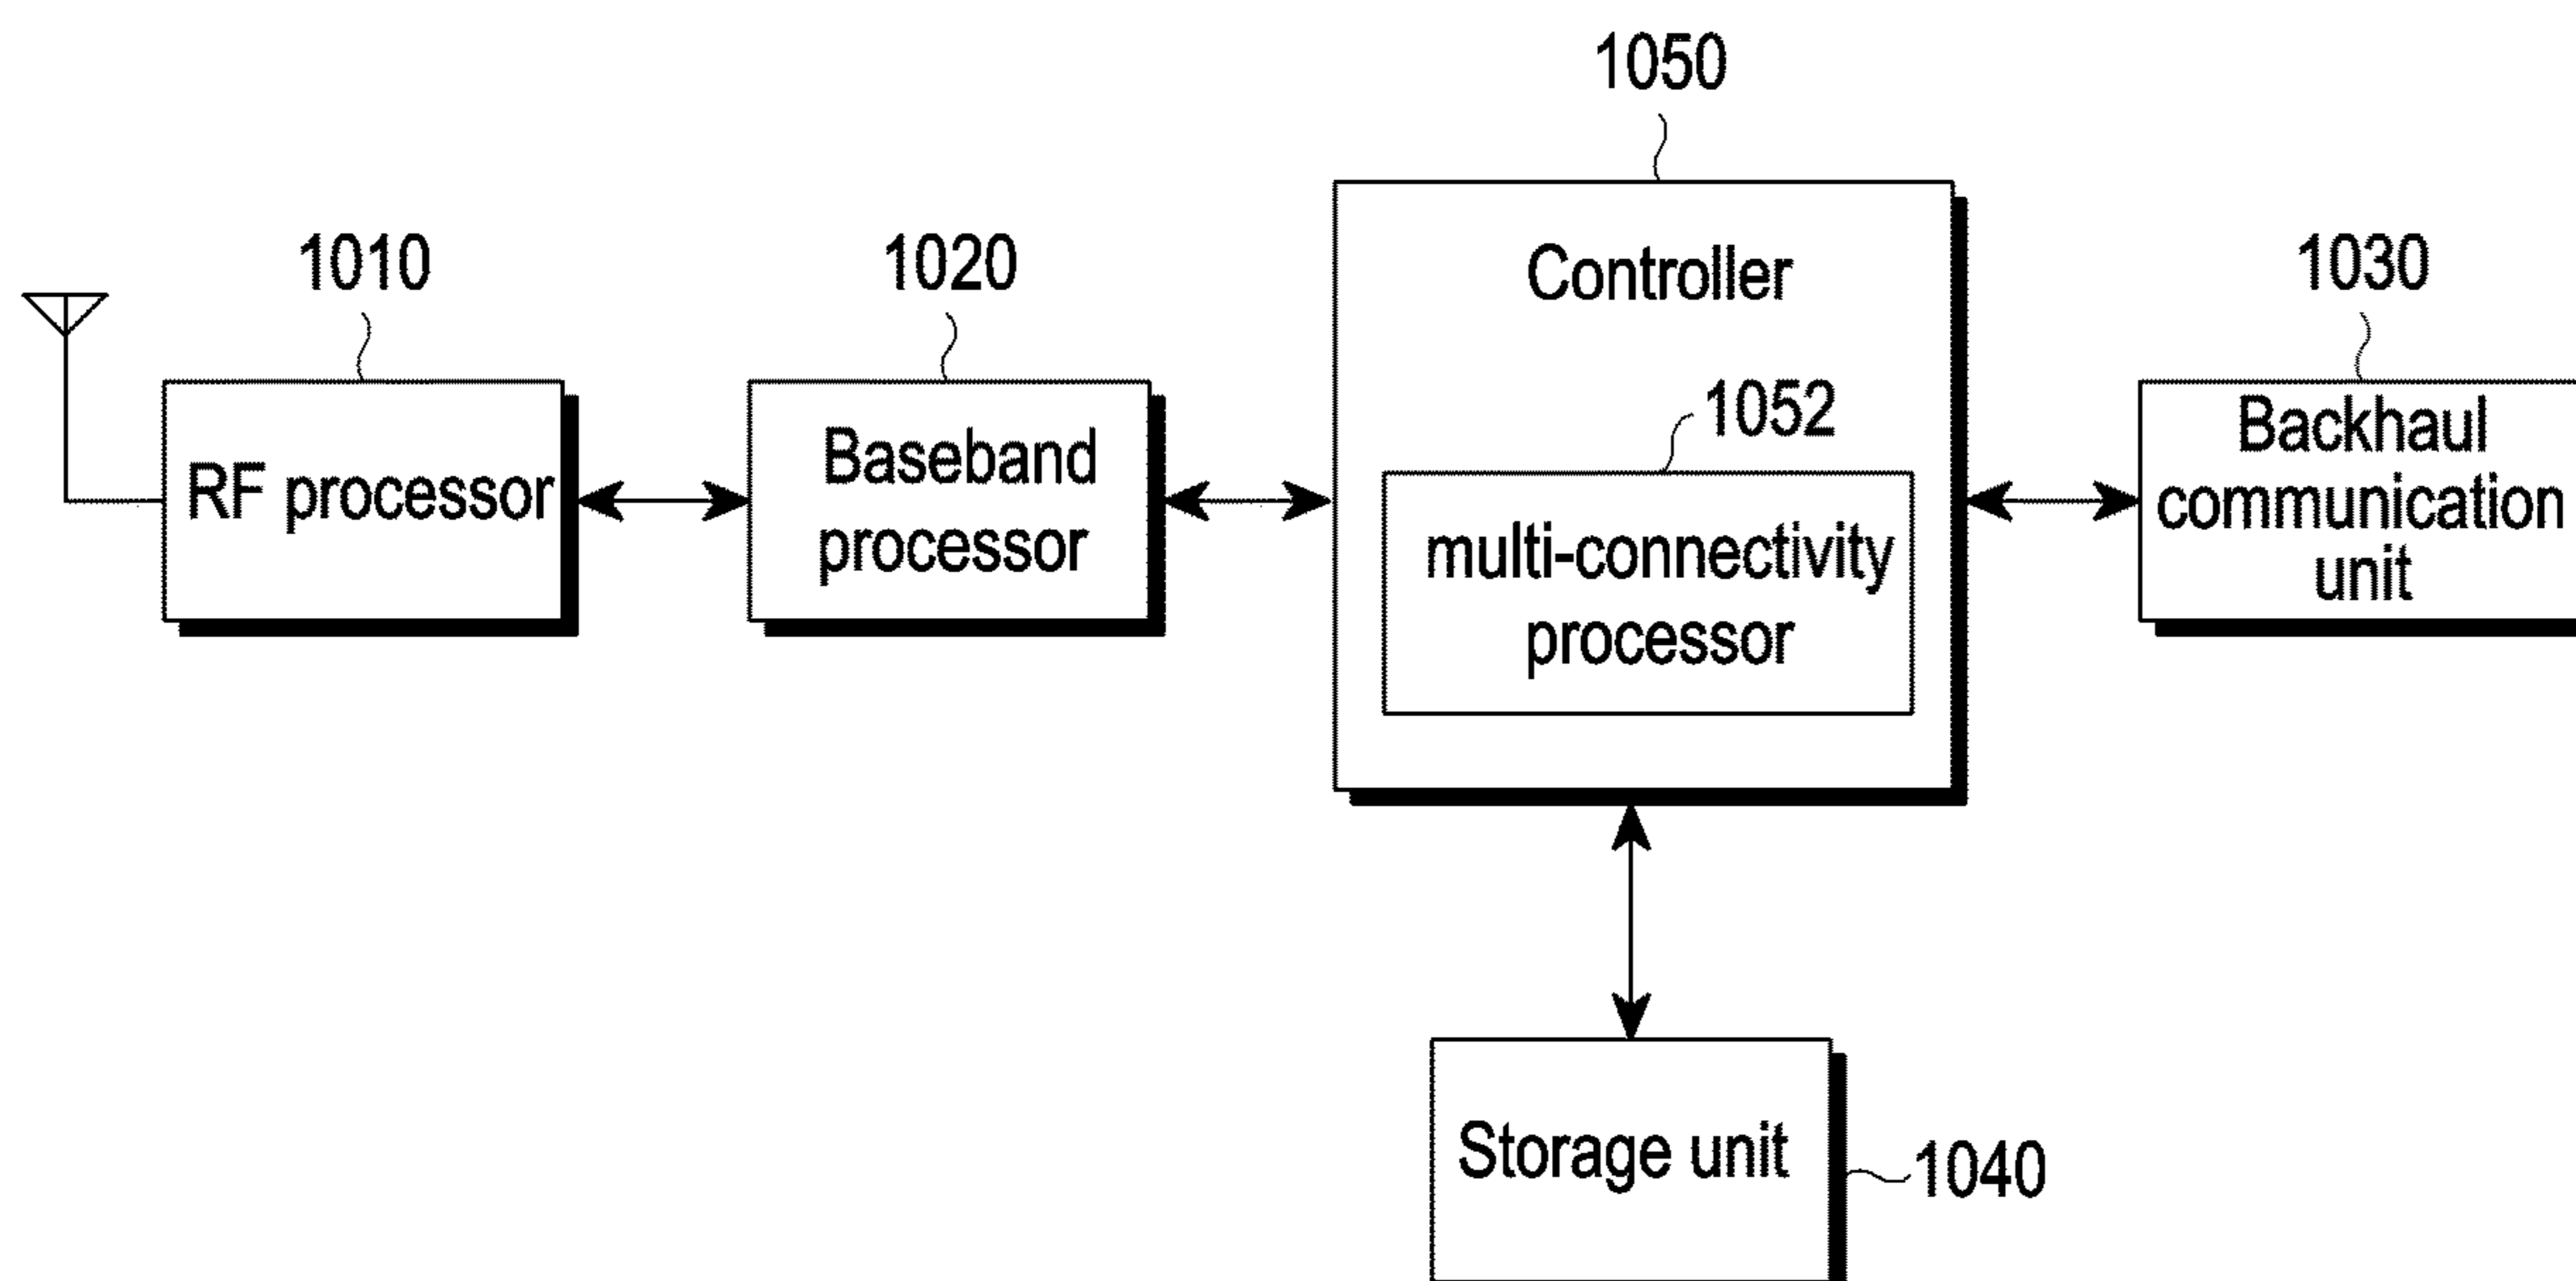 1050
1010
1020
1030
Controller
1052
RF processor
Baseband
processor
multi-connectivity
processor
Backhaul
communication
unit
Storage unit
1040